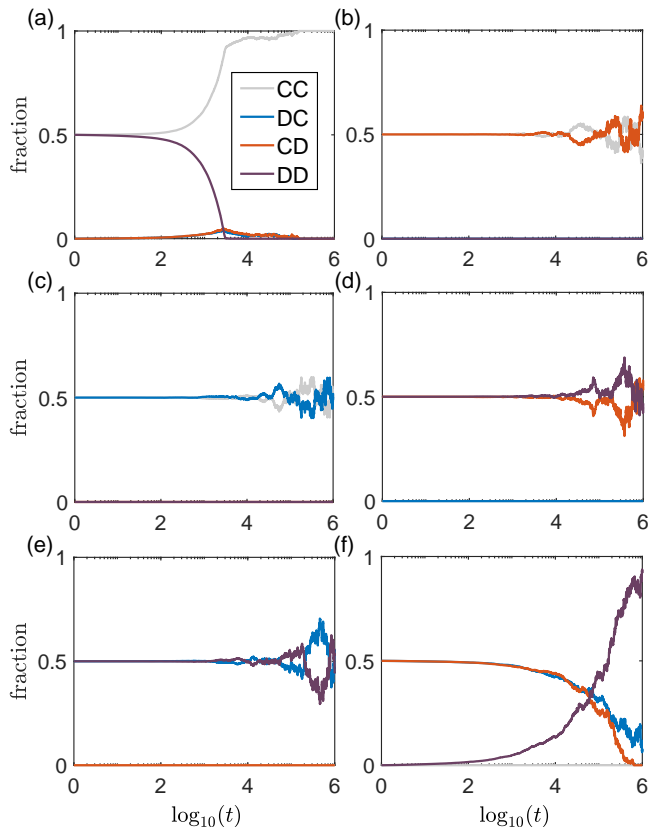 (a) (b)
1 1
fraction 0.5 0.5
CC
DC
CD
DD
0 0
0 2 4 6 0 2 4 6
(c) (d)
1 1
fraction 0.5 0.5
0 0
0 2 4 6 0 2 4 6
(e) (f)
1 1
fraction 0.5 0.5
0 0
0 2 4 6 0 2 4 6
log₁₀(t) log₁₀(t)